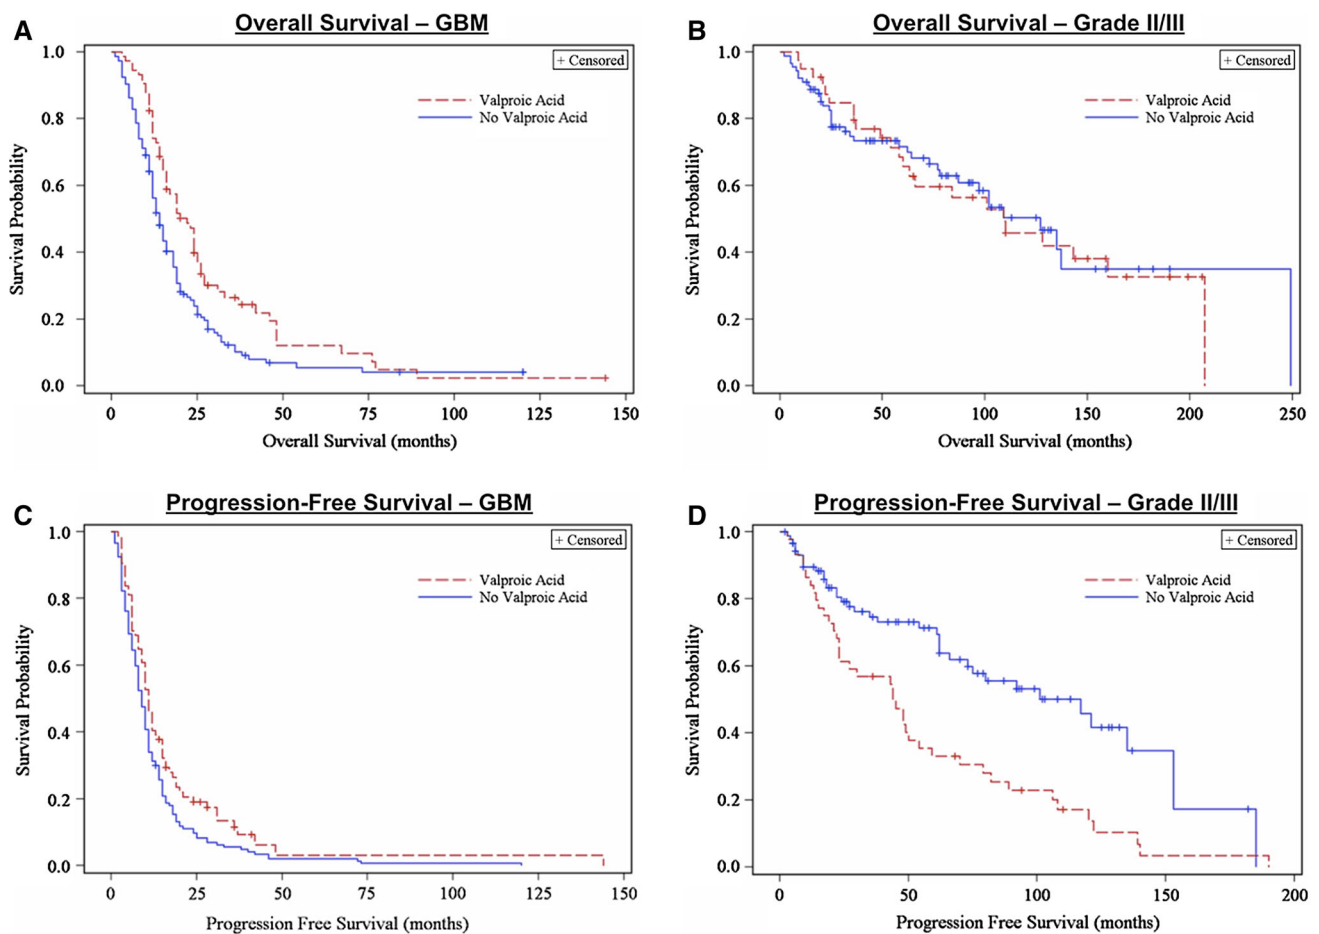 A
Overall Survival – GBM
+ Censored
Valproic Acid
No Valproic Acid
Survival Probability
1.0
0.8
0.6
0.4
0.2
0.0
0 25 50 75 100 125 150
Overall Survival (months)
B
Overall Survival – Grade II/III
+ Censored
Valproic Acid
No Valproic Acid
Survival Probability
1.0
0.8
0.6
0.4
0.2
0.0
0 50 100 150 200 250
Overall Survival (months)
C
Progression-Free Survival – GBM
+ Censored
Valproic Acid
No Valproic Acid
Survival Probability
1.0
0.8
0.6
0.4
0.2
0.0
0 25 50 75 100 125 150
Progression Free Survival (months)
D
Progression-Free Survival – Grade II/III
+ Censored
Valproic Acid
No Valproic Acid
Survival Probability
1.0
0.8
0.6
0.4
0.2
0.0
0 50 100 150 200
Progression Free Survival (months)